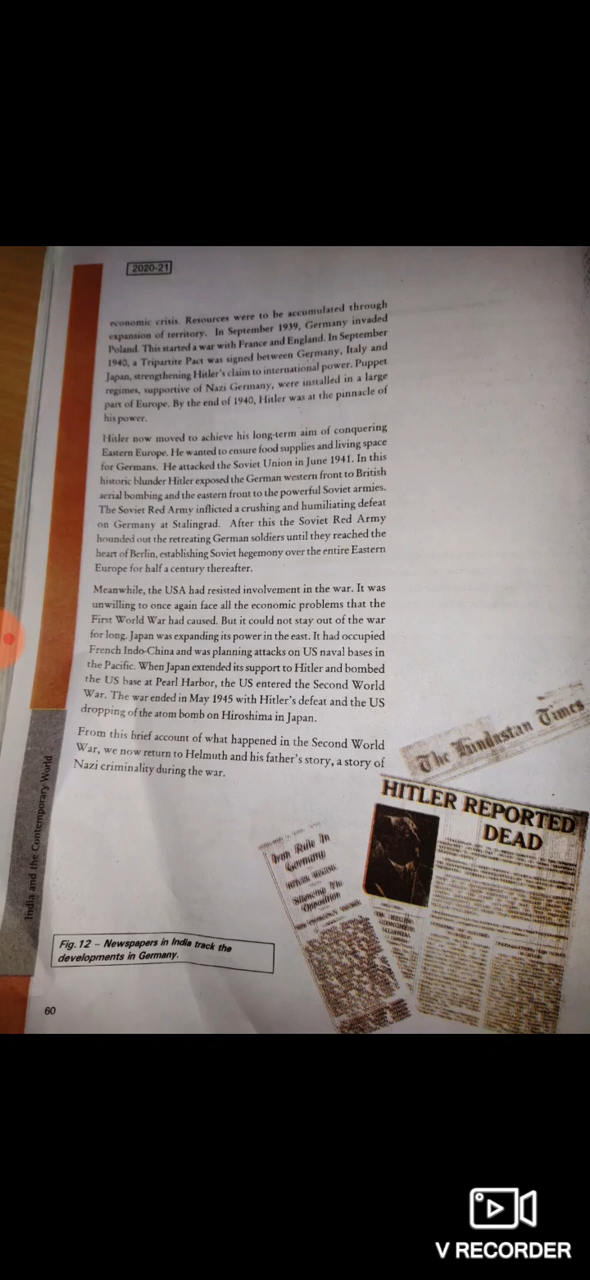 2020-21
economic crisis. Resources were to be accumulated through
expansion of territory. In September 1939, Germany invaded
Poland. This started a war with France and England. In September
1940, a Tripartite Pact was signed between Germany, Italy and
Japan, strengthening Hitler's claim to international power. Puppet
regimes, supportive of Nazi Germany, were installed in a large
part of Europe. By the end of 1940, Hitler was at the pinnacle of
his power.
Hitler now moved to achieve his long-term aim of conquering
Eastern Europe. He wanted to ensure food supplies and living space
for Germans. He attacked the Soviet Union in June 1941. In this
historic blunder Hitler exposed the German western front to British
aerial bombing and the eastern front to the powerful Soviet armies.
The Soviet Red Army inflicted a crushing and humiliating defeat
on Germany at Stalingrad. After this the Soviet Red Army
hounded out the retreating German soldiers until they reached the
heart of Berlin, establishing Soviet hegemony over the entire Eastern
Europe for half a century thereafter.
Meanwhile, the USA had resisted involvement in the war. It was
unwilling to once again face all the economic problems that the
First World War had caused. But it could not stay out of the war
for long. Japan was expanding its power in the east. It had occupied
French Indo-China and was planning attacks on US naval bases in
the Pacific. When Japan extended its support to Hitler and bombed
the US base at Pearl Harbor, the US entered the Second World
War. The war ended in May 1945 with Hitler's defeat and the US
dropping of the atom bomb on Hiroshima in Japan.
From this brief account of what happened in the Second World
War, we now return to Helmuth and his father's story, a story of
Nazi criminality during the war.
The Hindustan Times
HITLER REPORTED
DEAD
Iron Rule In
Germany
Silencing The
Opposition
Fig. 12 – Newspapers in India track the
developments in Germany.
India and the Contemporary World
60
V RECORDER